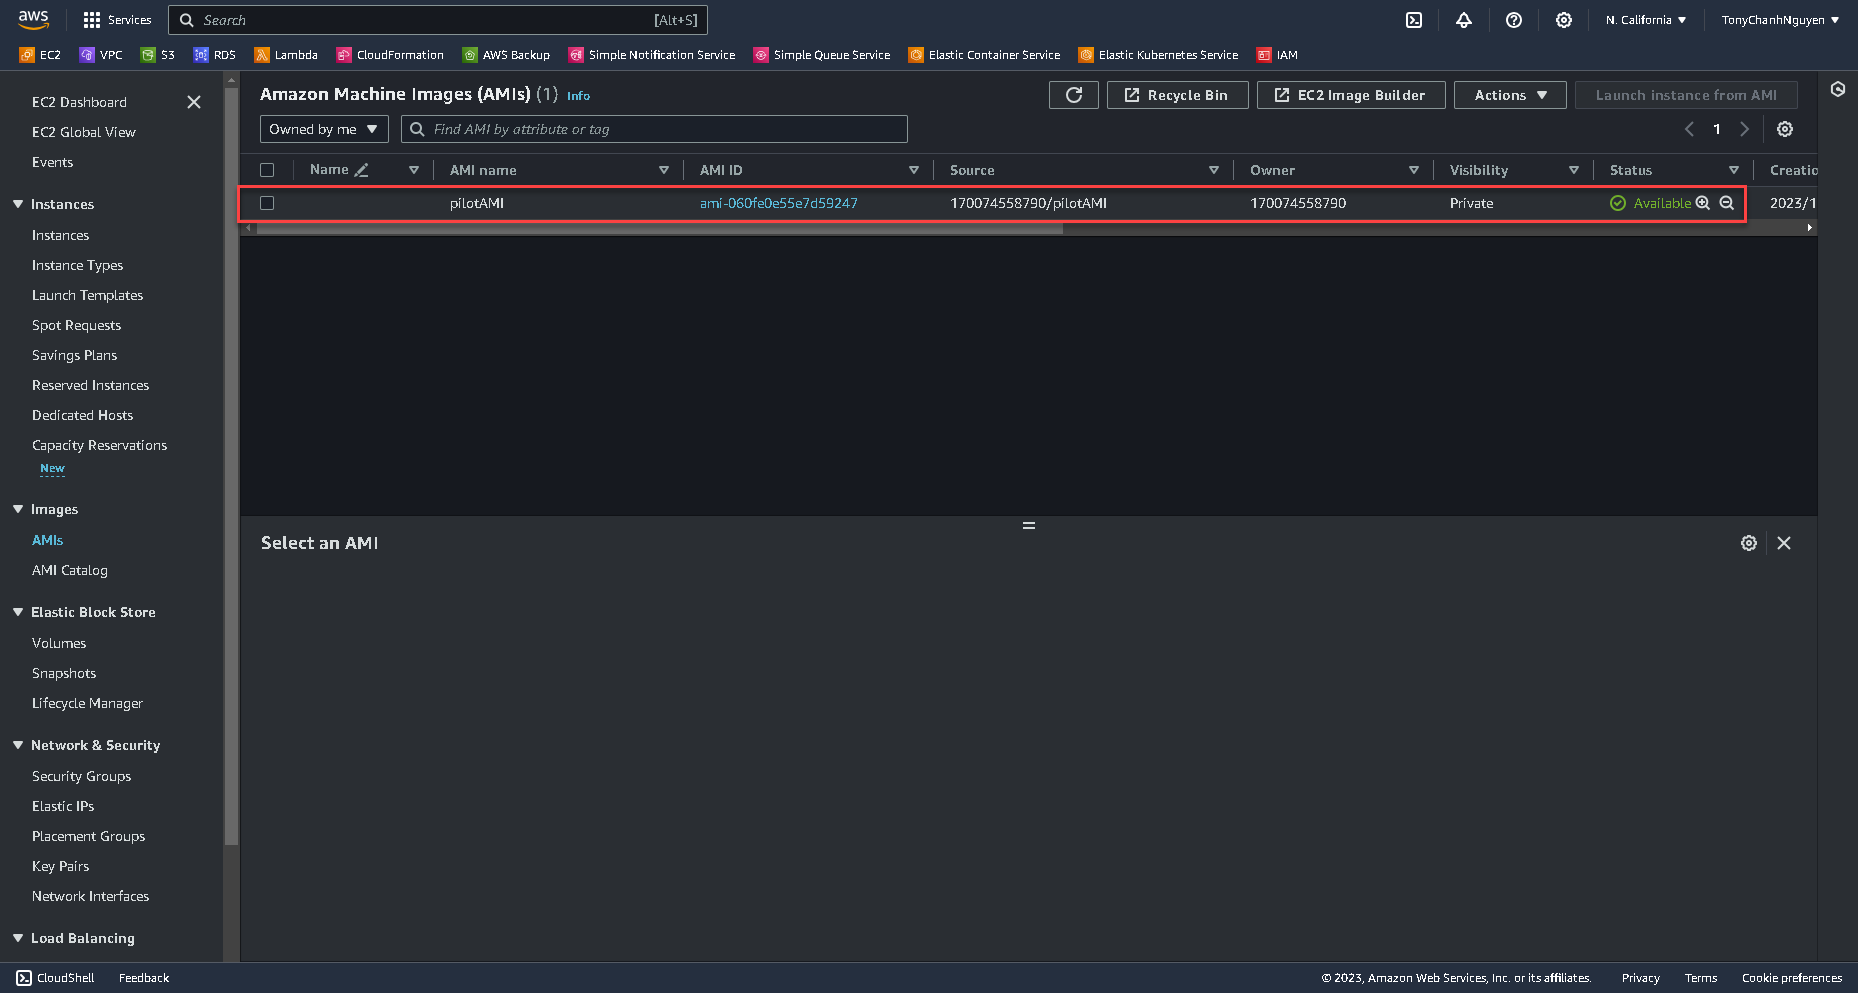 aws Services Search [Alt+S] N. California TonyChanhNguyen
EC2 VPC S3 RDS Lambda CloudFormation AWS Backup Simple Notification Service Simple Queue Service Elastic Container Service Elastic Kubernetes Service IAM
EC2 Dashboard
EC2 Global View
Events
Instances
Instances
Instance Types
Launch Templates
Spot Requests
Savings Plans
Reserved Instances
Dedicated Hosts
Capacity Reservations
New
Images
AMIs
AMI Catalog
Elastic Block Store
Volumes
Snapshots
Lifecycle Manager
Network & Security
Security Groups
Elastic IPs
Placement Groups
Key Pairs
Network Interfaces
Load Balancing
Amazon Machine Images (AMIs) (1) Info Recycle Bin EC2 Image Builder Actions Launch instance from AMI
Owned by me Find AMI by attribute or tag 1
Name AMI name AMI ID Source Owner Visibility Status Creatio
pilotAMI ami-060fe0e55e7d59247 170074558790/pilotAMI 170074558790 Private Available 2023/1
Select an AMI
CloudShell Feedback © 2023, Amazon Web Services, Inc. or its affiliates. Privacy Terms Cookie preferences